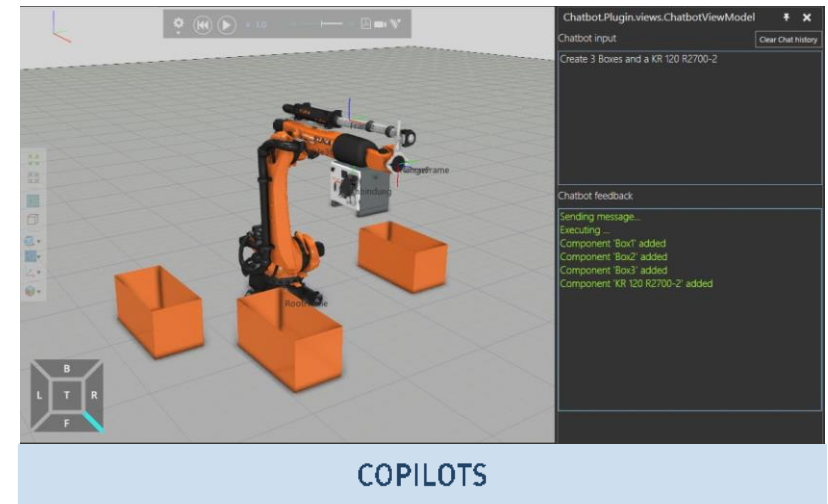 Chatbot.Plugin.views.ChatbotViewModel
Chatbot input
Clear Chat history
Create 3 Boxes and a KR 120 R2700-2
Chatbot feedback
Sending message...
Executing ...
Component 'Box1' added
Component 'Box2' added
Component 'Box3' added
Component 'KR 120 R2700-2' added
Frame
B
L T R
F
COPILOTS